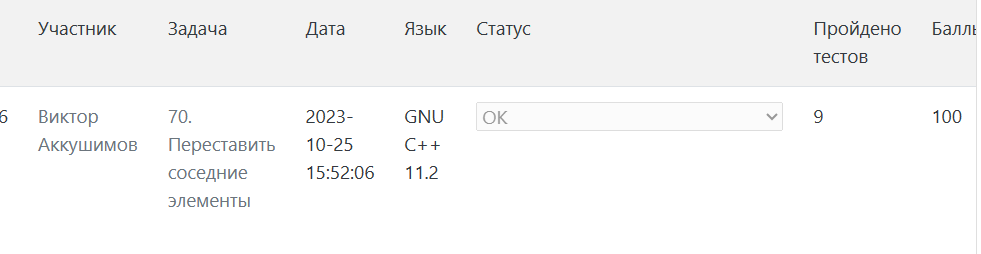 Участник Задача Дата Язык Статус Пройдено тестов Баллы
6 Виктор Аккушимов 70. Переставить соседние элементы 2023-10-25 15:52:06 GNU C++ 11.2 OK 9 100